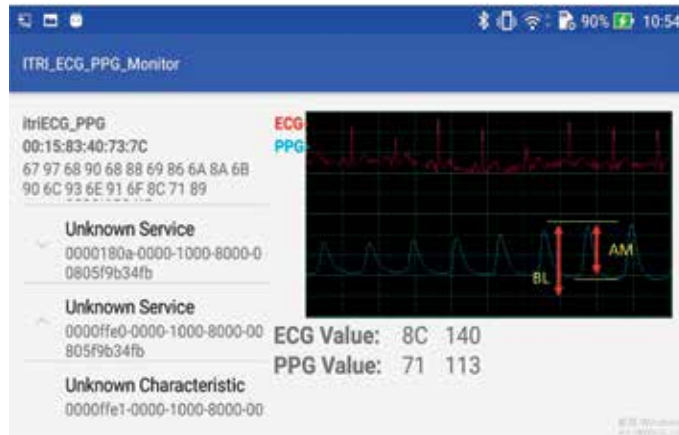 90% 10:54
ITRI_ECG_PPG_Monitor
itriECG_PPG
00:15:83:40:73:7C
67 97 68 90 68 88 69 86 6A 8A 6B
90 6C 93 6E 91 6F 8C 71 89
Unknown Service
0000180a-0000-1000-8000-0
0805f9b34fb
Unknown Service
0000ffe0-0000-1000-8000-00
805f9b34fb
Unknown Characteristic
0000ffe1-0000-1000-8000-00
ECG
PPG
BL
AM
ECG Value: 8C 140
PPG Value: 71 113